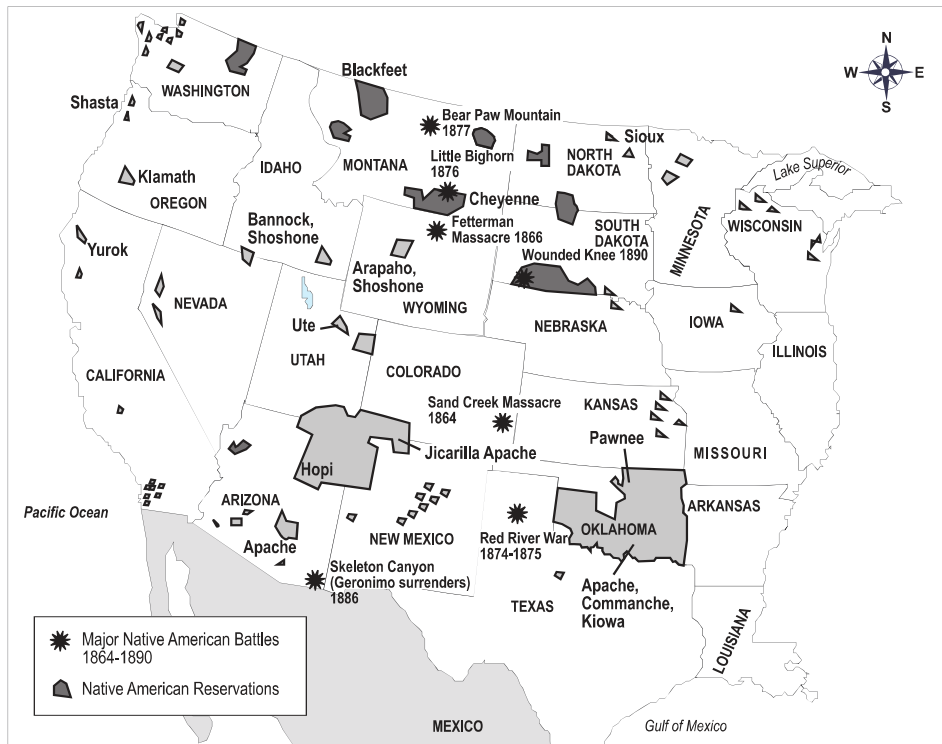 N
W E
S
WASHINGTON
Shasta
Blackfeet
Bear Paw Mountain
1877
Little Bighorn
1876
MONTANA
IDAHO
NORTH
DAKOTA
Sioux
Lake Superior
Klamath
OREGON
Cheyenne
Fetterman
Massacre 1866
SOUTH
DAKOTA
Wounded Knee 1890
MINNESOTA
WISCONSIN
Yurok
Bannock,
Shoshone
Arapaho,
Shoshone
WYOMING
NEVADA
NEBRASKA
IOWA
ILLINOIS
Ute
UTAH
COLORADO
CALIFORNIA
Sand Creek Massacre
1864
KANSAS
Pawnee
MISSOURI
Jicarilla Apache
Hopi
ARIZONA
Apache
NEW MEXICO
Pacific Ocean
Red River War
1874-1875
OKLAHOMA
ARKANSAS
Skeleton Canyon
(Geronimo surrenders)
1886
TEXAS
Apache,
Commanche,
Kiowa
LOUISIANA
Major Native American Battles
1864-1890
Native American Reservations
MEXICO
Gulf of Mexico